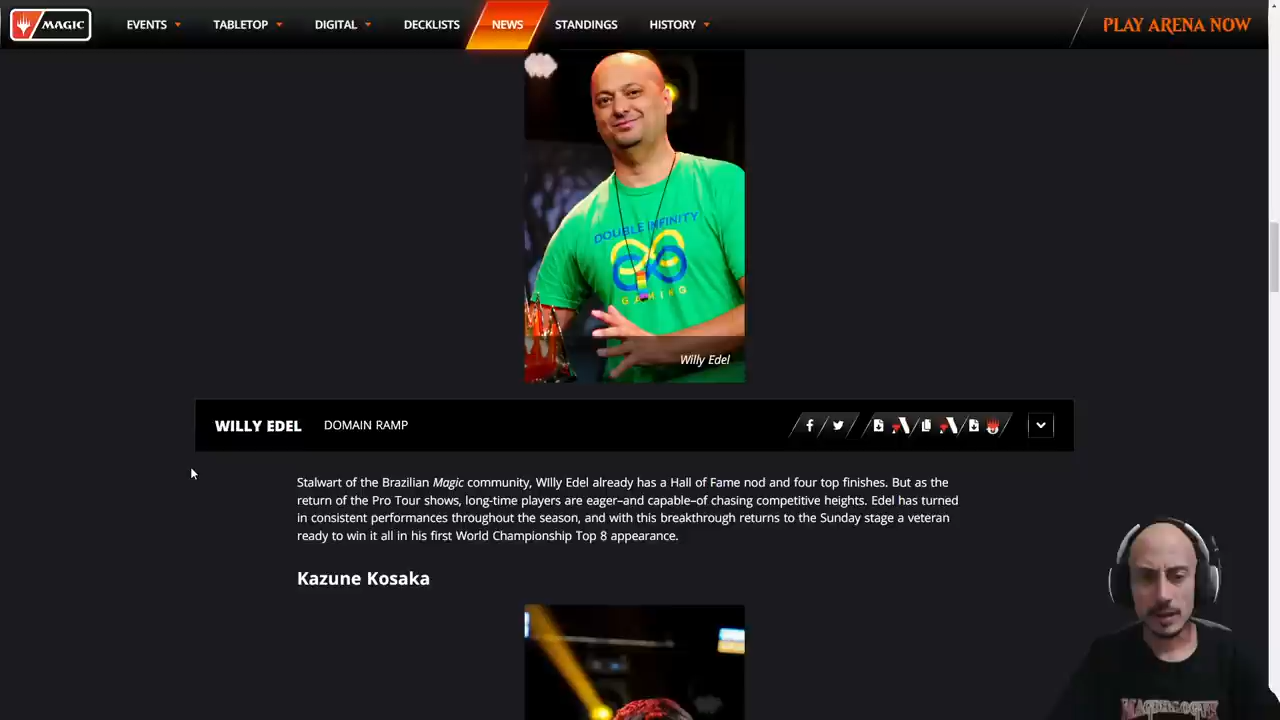 MAGIC EVENTS TABLETOP DIGITAL DECKLISTS NEWS STANDINGS HISTORY PLAY ARENA NOW
DOUBLE INFINITY
GAMING
Willy Edel
WILLY EDEL DOMAIN RAMP
Stalwart of the Brazilian Magic community, WIlly Edel already has a Hall of Fame nod and four top finishes. But as the
return of the Pro Tour shows, long-time players are eager–and capable–of chasing competitive heights. Edel has turned
in consistent performances throughout the season, and with this breakthrough returns to the Sunday stage a veteran
ready to win it all in his first World Championship Top 8 appearance.
Kazune Kosaka